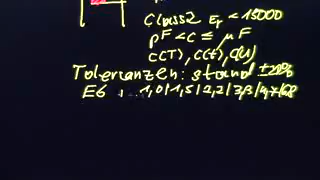 Class2 εr < 15000
pF < C ≤ μF
C(T), C(t), C(U)
Toleranzen: stand ±20%
E6 ... 1,0/1,5/2,2/3,3/4,7/6,8